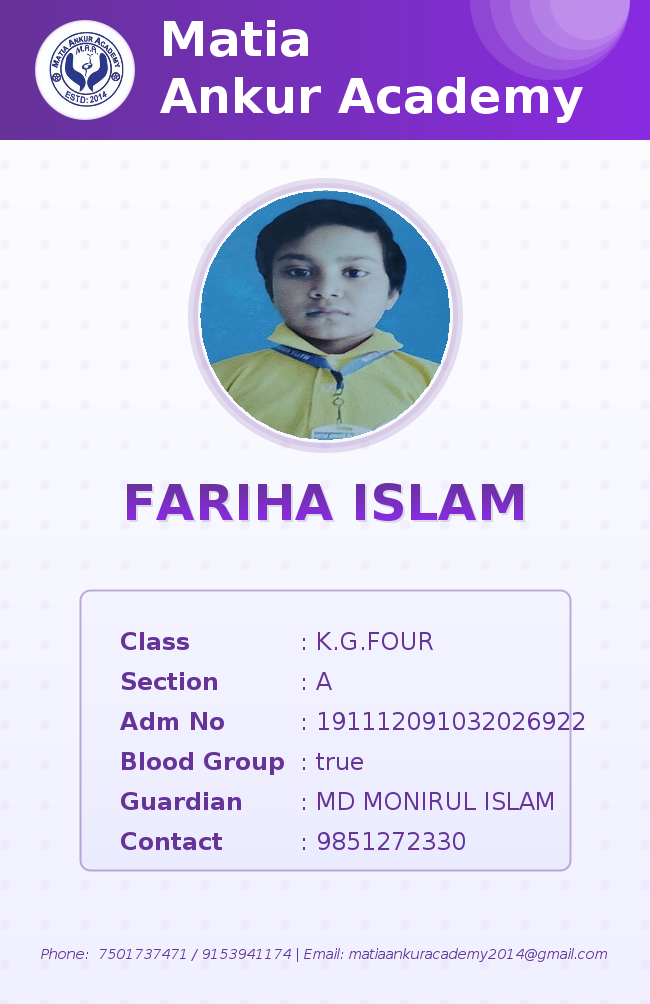 Matia
Ankur Academy
MATIA ANKUR ACADEMY
M.A.A.
ESTD: 2014
FARIHA ISLAM
Class : K.G.FOUR
Section : A
Adm No : 191112091032026922
Blood Group : true
Guardian : MD MONIRUL ISLAM
Contact : 9851272330
Phone: 7501737471 / 9153941174 | Email: matiaankuracademy2014@gmail.com